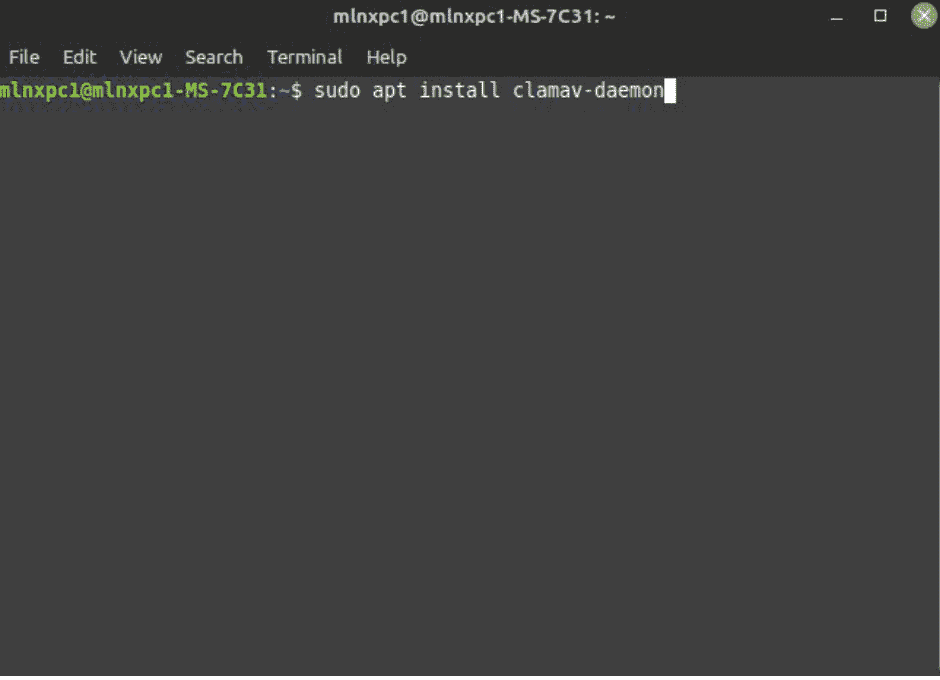 mlnxpc1@mlnxpc1-MS-7C31: ~
File Edit View Search Terminal Help
mlnxpc1@mlnxpc1-MS-7C31:~$ sudo apt install clamav-daemon